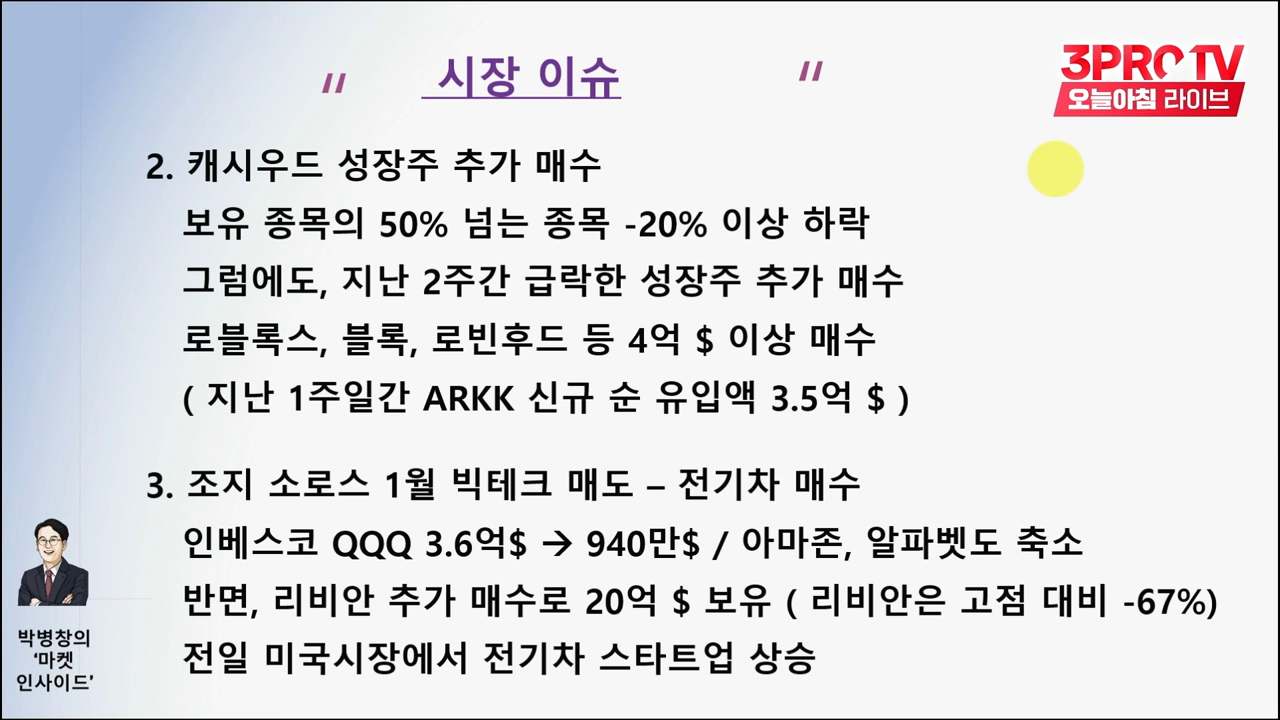 " 시장 이슈 "
3PRO TV
오늘아침 라이브
2. 캐시우드 성장주 추가 매수
보유 종목의 50% 넘는 종목 -20% 이상 하락
그럼에도, 지난 2주간 급락한 성장주 추가 매수
로블록스, 블록, 로빈후드 등 4억 $ 이상 매수
( 지난 1주일간 ARKK 신규 순 유입액 3.5억 $ )
3. 조지 소로스 1월 빅테크 매도 – 전기차 매수
인베스코 QQQ 3.6억$ → 940만$ / 아마존, 알파벳도 축소
반면, 리비안 추가 매수로 20억 $ 보유 ( 리비안은 고점 대비 -67%)
전일 미국시장에서 전기차 스타트업 상승
박병창의
‘마켓
인사이드’